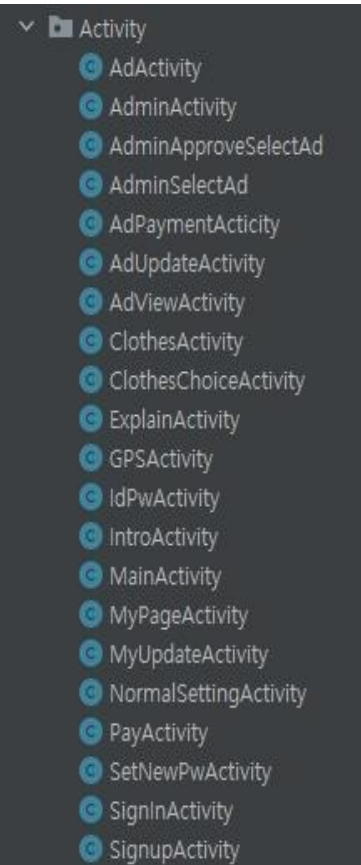 Activity
AdActivity
AdminActivity
AdminApproveSelectAd
AdminSelectAd
AdPaymentActicity
AdUpdateActivity
AdViewActivity
ClothesActivity
ClothesChoiceActivity
ExplainActivity
GPSActivity
IdPwActivity
IntroActivity
MainActivity
MyPageActivity
MyUpdateActivity
NormalSettingActivity
PayActivity
SetNewPwActivity
SignInActivity
SignupActivity